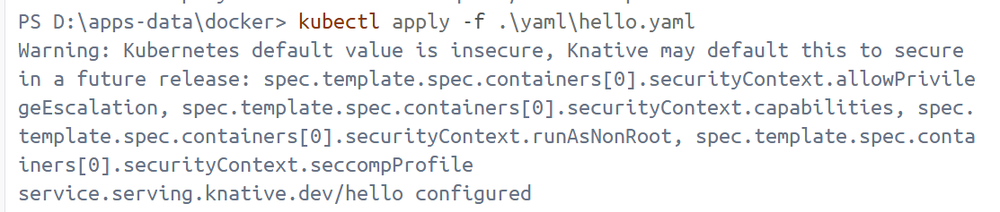 PS D:\apps-data\docker> kubectl apply -f .\yaml\hello.yaml
Warning: Kubernetes default value is insecure, Knative may default this to secure
in a future release: spec.template.spec.containers[0].securityContext.allowPrivile
geEscalation, spec.template.spec.containers[0].securityContext.capabilities, spec.
template.spec.containers[0].securityContext.runAsNonRoot, spec.template.spec.conta
iners[0].securityContext.seccompProfile
service.serving.knative.dev/hello configured